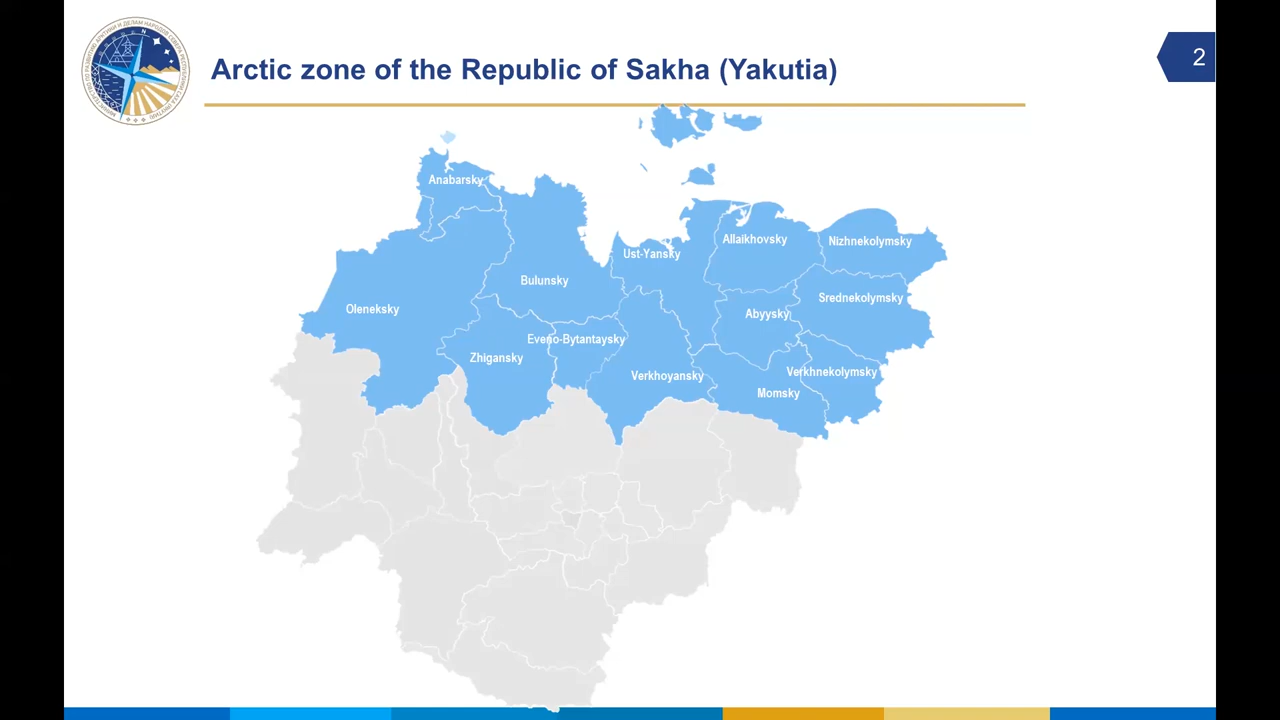 Arctic zone of the Republic of Sakha (Yakutia)
2
Anabarsky
Allaikhovsky
Nizhnekolymsky
Ust-Yansky
Bulunsky
Srednekolymsky
Oleneksky
Abyysky
Eveno-Bytantaysky
Zhigansky
Verkhnekolymsky
Verkhoyansky
Momsky